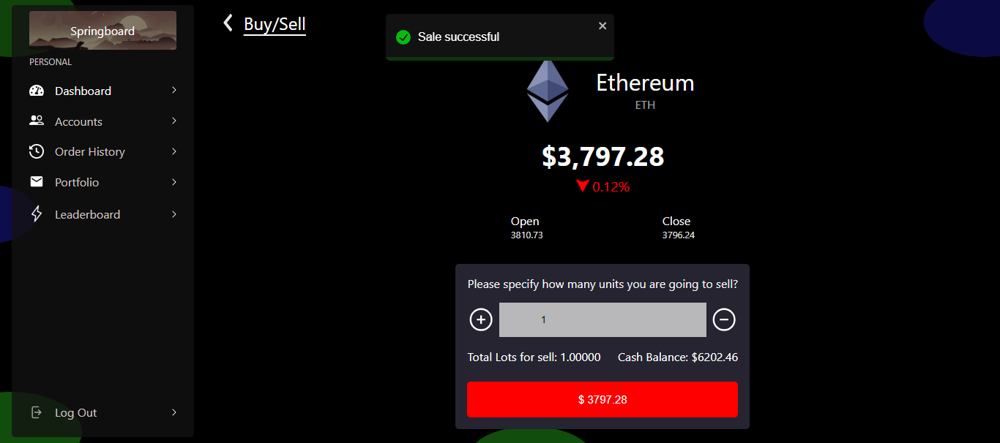 Springboard
PERSONAL
Dashboard
Accounts
Order History
Portfolio
Leaderboard
Log Out
Buy/Sell
Sale successful
Ethereum
ETH
$3,797.28
0.12%
Open
3810.73
Close
3796.24
Please specify how many units you are going to sell?
1
Total Lots for sell: 1.00000
Cash Balance: $6202.46
$ 3797.28